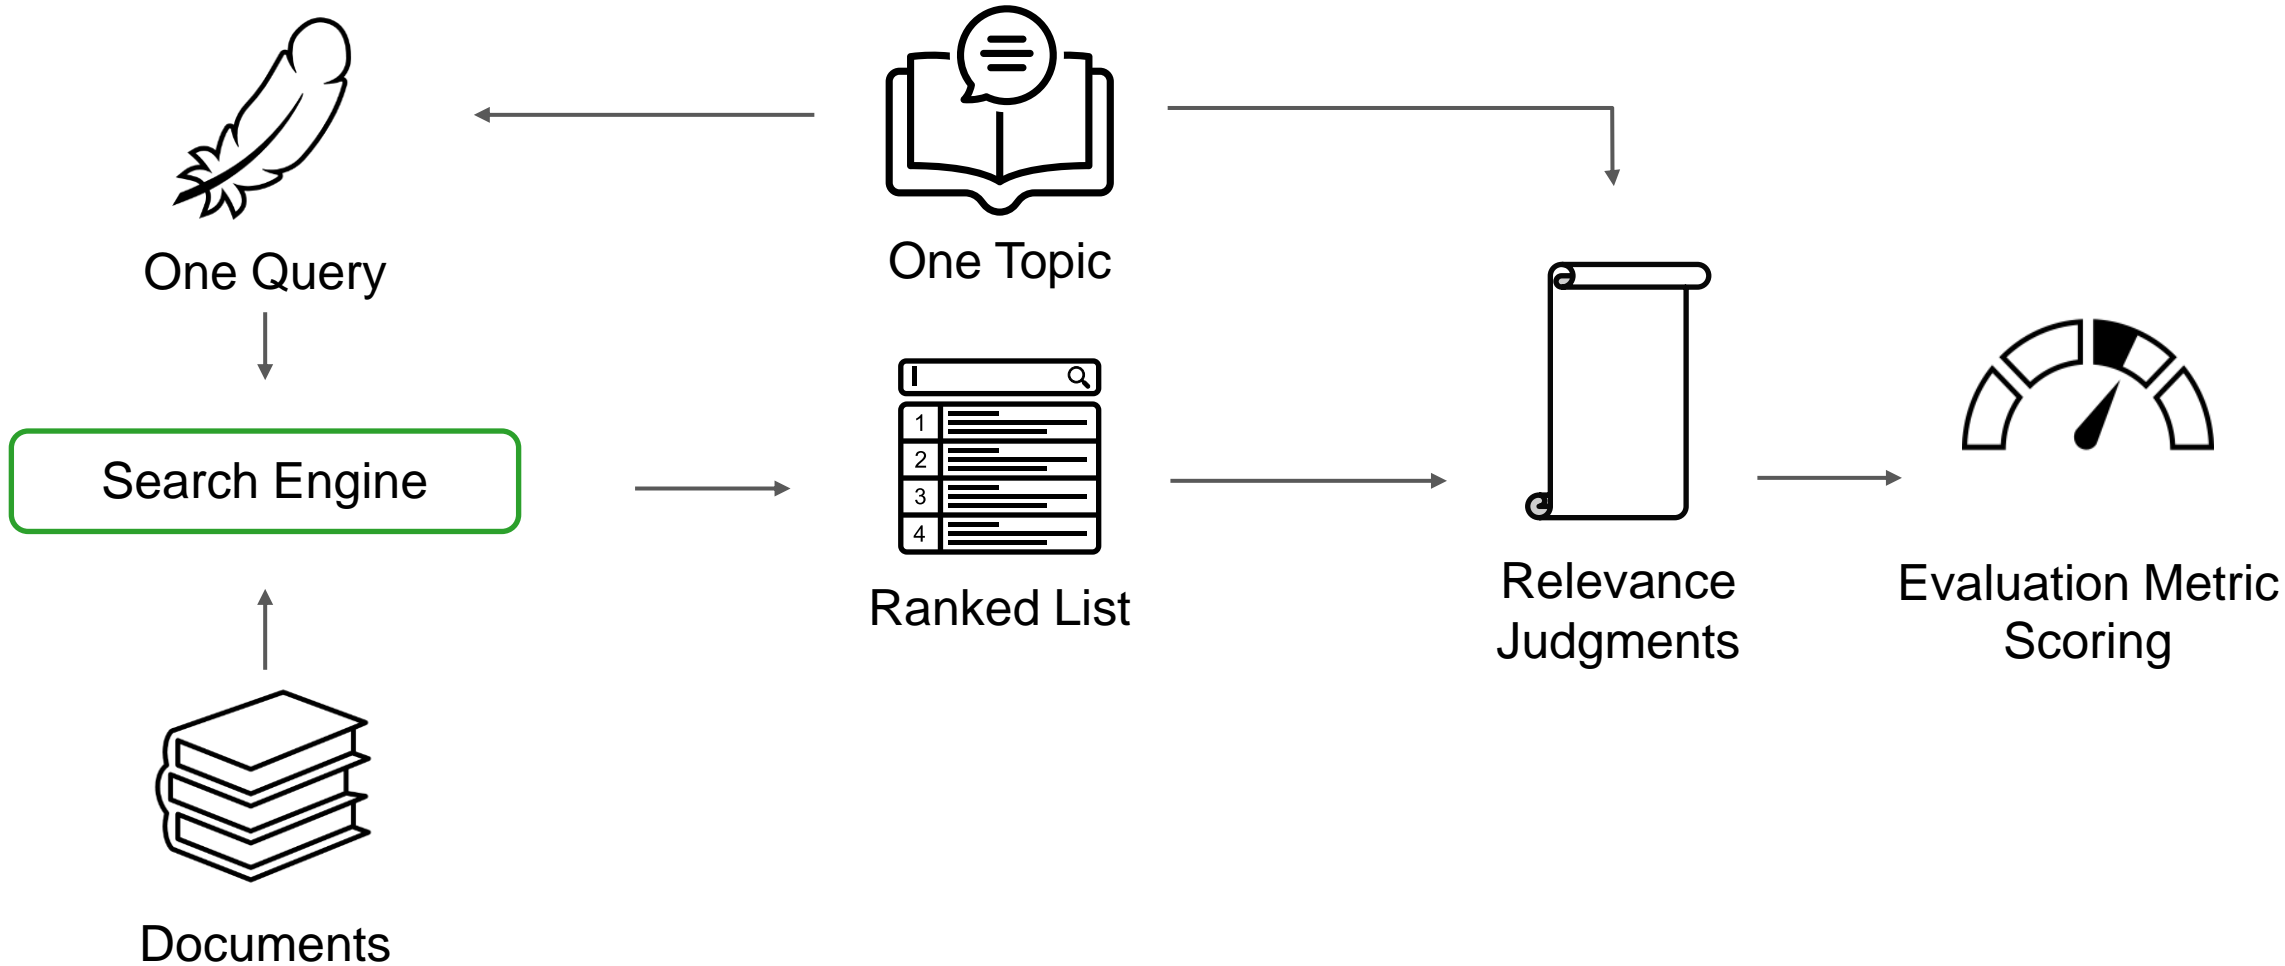 One Query
One Topic
Search Engine
1
2
3
4
Ranked List
Relevance
Judgments
Evaluation Metric
Scoring
Documents